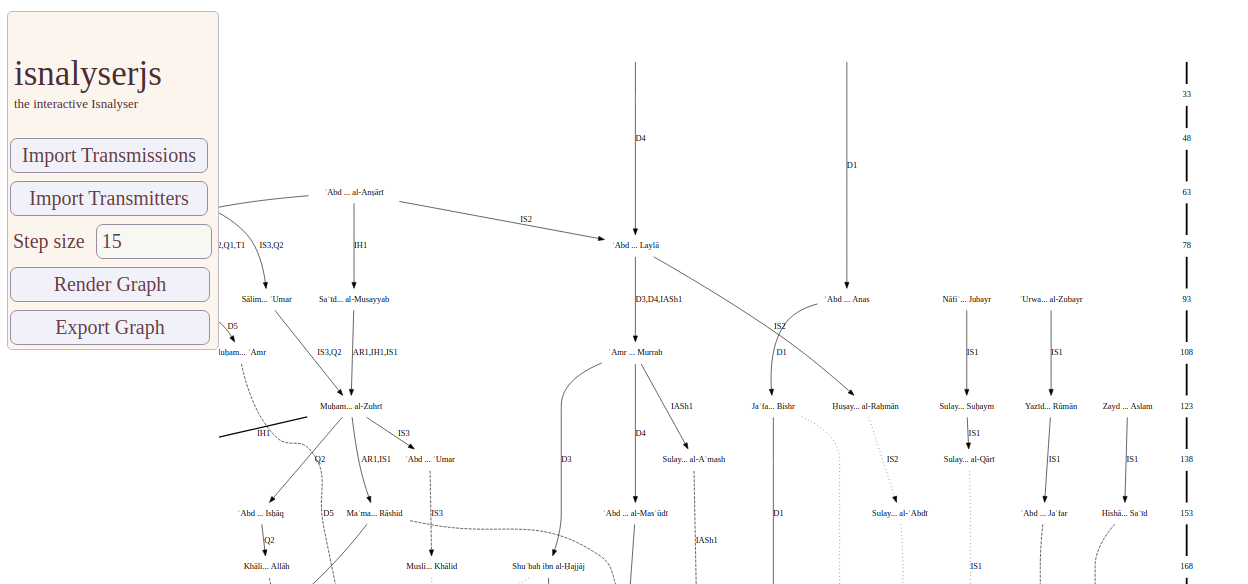 isnalyserjs
the interactive Isnalyser
Import Transmissions
Import Transmitters
Step size 15
Render Graph
Export Graph
33
D4 48
D1
ʿAbd ... al-Anṣārī 63
IS2
2,Q1,T1 IS3,Q2 IH1 ʿAbd ... Laylā 78
Sālim... ʿUmar Saʿīd... al-Musayyab D3,D4,IASh1 ʿAbd ... Anas Nāfiʿ... Jubayr ʿUrwa... al-Zubayr 93
D5 IS2
ʿAmr IS3,Q2 AR1,IH1,IS1 ʿAmr ... Murrah D1 IS1 IS1 108
Muḥam... al-Zuhrī IASh1 Jaʿfa... Bishr Ḥuṣay... al-Raḥmān Sulay... Suḥaym Yazīd... Rūmān Zayd ... Aslam 123
IH1 IS3 D4 IS1
Q2 AR1,IS1 ʿAbd ... ʿUmar D3 Sulay... al-Aʿmash IS2 Sulay... al-Qārī IS1 IS1 138
ʿAbd ... Isḥāq D5 Maʿma... Rāshid IS3 ʿAbd ... al-Masʿūdī D1 Sulay... al-ʿAbdī ʿAbd ... Jaʿfar Hishā... Saʿīd 153
Q2 IASh1
Khāli... Allāh Musli... Khālid Shuʿbah ibn al-Ḥajjāj IS1 168